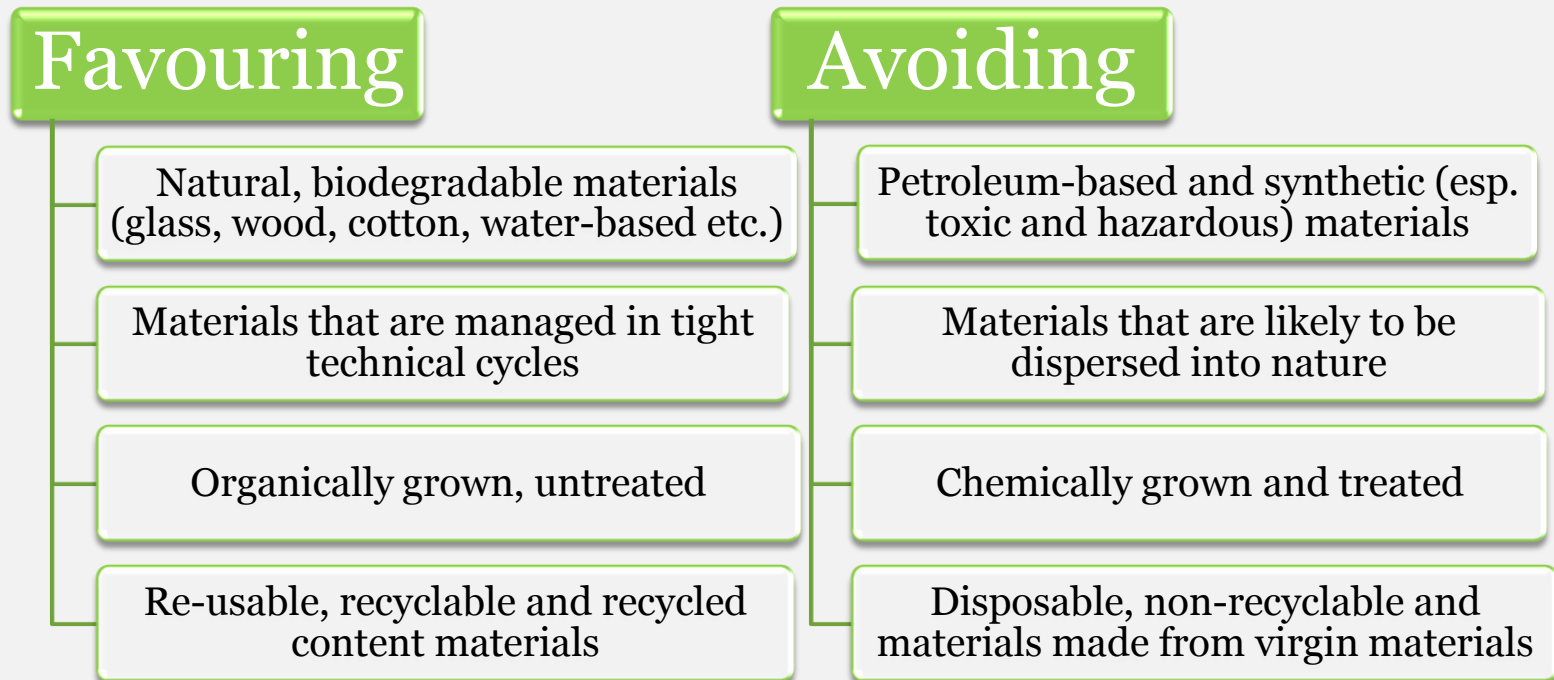 Favouring
Natural, biodegradable materials
(glass, wood, cotton, water-based etc.)
Materials that are managed in tight
technical cycles
Organically grown, untreated
Re-usable, recyclable and recycled
content materials
Avoiding
Petroleum-based and synthetic (esp.
toxic and hazardous) materials
Materials that are likely to be
dispersed into nature
Chemically grown and treated
Disposable, non-recyclable and
materials made from virgin materials